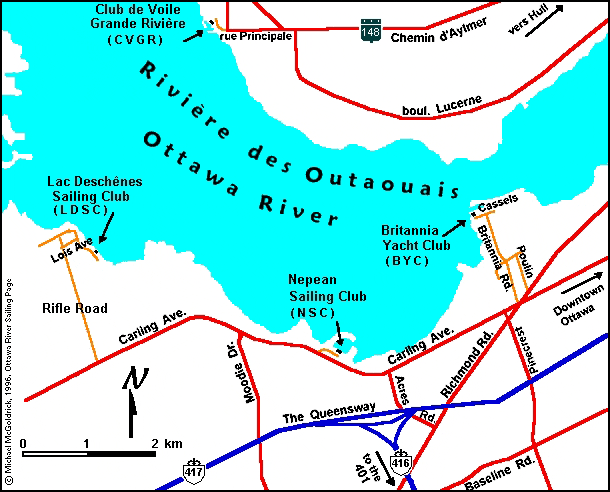 Club de Voile
Grande Rivière
(CVGR)
rue Principale
148
Chemin d'Aylmer
vers Hull
boul. Lucerne
Rivière des Outaouais
Ottawa River
Lac Deschênes
Sailing Club
(LDSC)
Lois Ave
Rifle Road
Britannia
Yacht Club
(BYC)
Cassels
Britannia Rd.
Poulin
Nepean
Sailing Club
(NSC)
Downtown
Ottawa
Carling Ave.
Carling Ave.
Moodie Dr.
Richmond Rd.
Pinecrest
Acres
Rd.
The Queensway
N
0 1 2 km
417
416
to the
401
Baseline Rd.
© Michael McGoldrick, 1996, Ottawa River Sailing Page